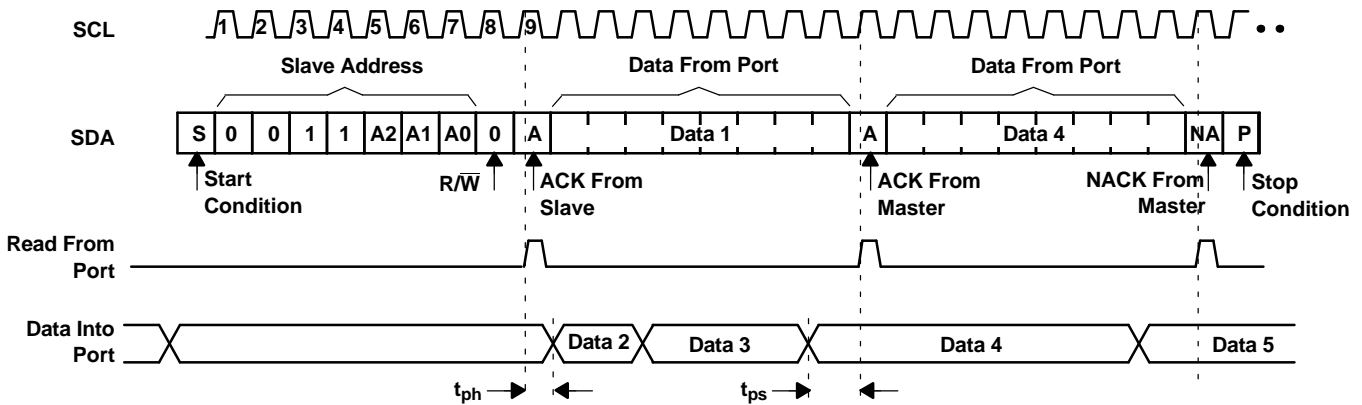 SCL
1 2 3 4 5 6 7 8 9
Slave Address
Data From Port
Data From Port
SDA
S 0 0 1 1 A2 A1 A0 0 A Data 1 A Data 4 NA P
Start
Condition
R/W̅
ACK From
Slave
ACK From
Master
NACK From
Master
Stop
Condition
Read From
Port
Data Into
Port
Data 2 Data 3 Data 4 Data 5
tph
tps